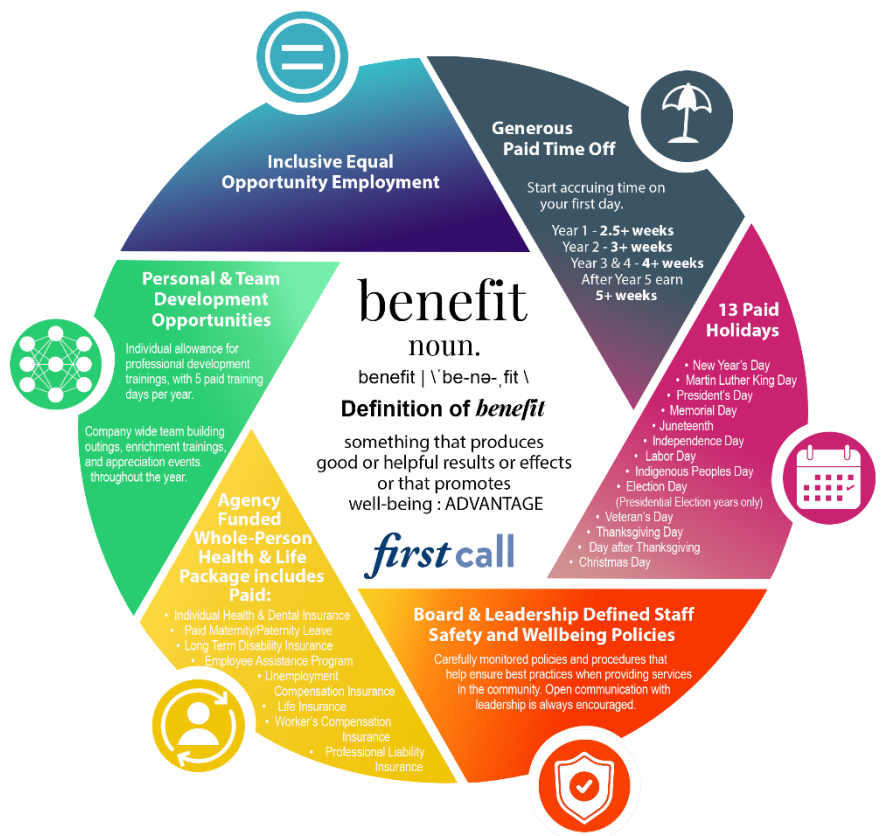 Inclusive Equal
Opportunity Employment
Generous
Paid Time Off
Start accruing time on
your first day.
Year 1 - 2.5+ weeks
Year 2 - 3+ weeks
Year 3 & 4 - 4+ weeks
After Year 5 earn
5+ weeks
13 Paid
Holidays
• New Year's Day
• Martin Luther King Day
• President's Day
• Memorial Day
• Juneteenth
• Independence Day
• Labor Day
• Indigenous Peoples Day
• Election Day
(Presidential Election years only)
• Veteran's Day
• Thanksgiving Day
• Day after Thanksgiving
• Christmas Day
Board & Leadership Defined Staff
Safety and Wellbeing Policies
Carefully monitored policies and procedures that
help ensure best practices when providing services
in the community. Open communication with
leadership is always encouraged.
Agency
Funded
Whole-Person
Health & Life
Package includes
Paid:
• Individual Health & Dental Insurance
• Paid Maternity/Paternity Leave
• Long Term Disability Insurance
• Employee Assistance Program
• Unemployment
Compensation Insurance
• Life Insurance
• Worker's Compensation
Insurance
• Professional Liability
Insurance
Personal & Team
Development
Opportunities
Individual allowance for
professional development
trainings, with 5 paid training
days per year.
Company wide team building
outings, enrichment trainings,
and appreciation events.
throughout the year.
benefit
noun.
benefit | \ˈbe-nə-ˌfit \
Definition of benefit
something that produces
good or helpful results or effects
or that promotes
well-being : ADVANTAGE
first call